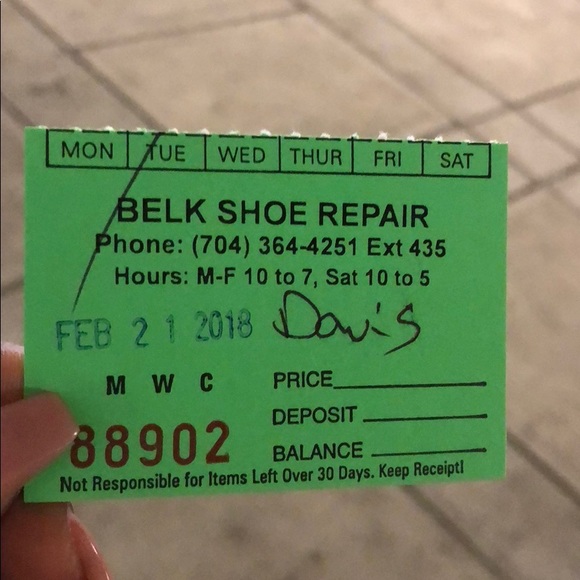 MON TUE WED THUR FRI SAT
BELK SHOE REPAIR
Phone: (704) 364-4251 Ext 435
Hours: M-F 10 to 7, Sat 10 to 5
FEB 21 2018 Davis
M W C PRICE
DEPOSIT
88902 BALANCE
Not Responsible for Items Left Over 30 Days. Keep Receipt!